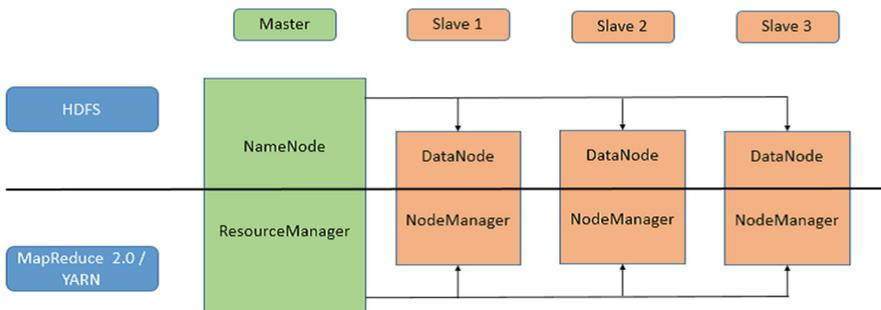 Master
Slave 1
Slave 2
Slave 3
HDFS
NameNode
DataNode
DataNode
DataNode
ResourceManager
NodeManager
NodeManager
NodeManager
MapReduce 2.0 /
YARN